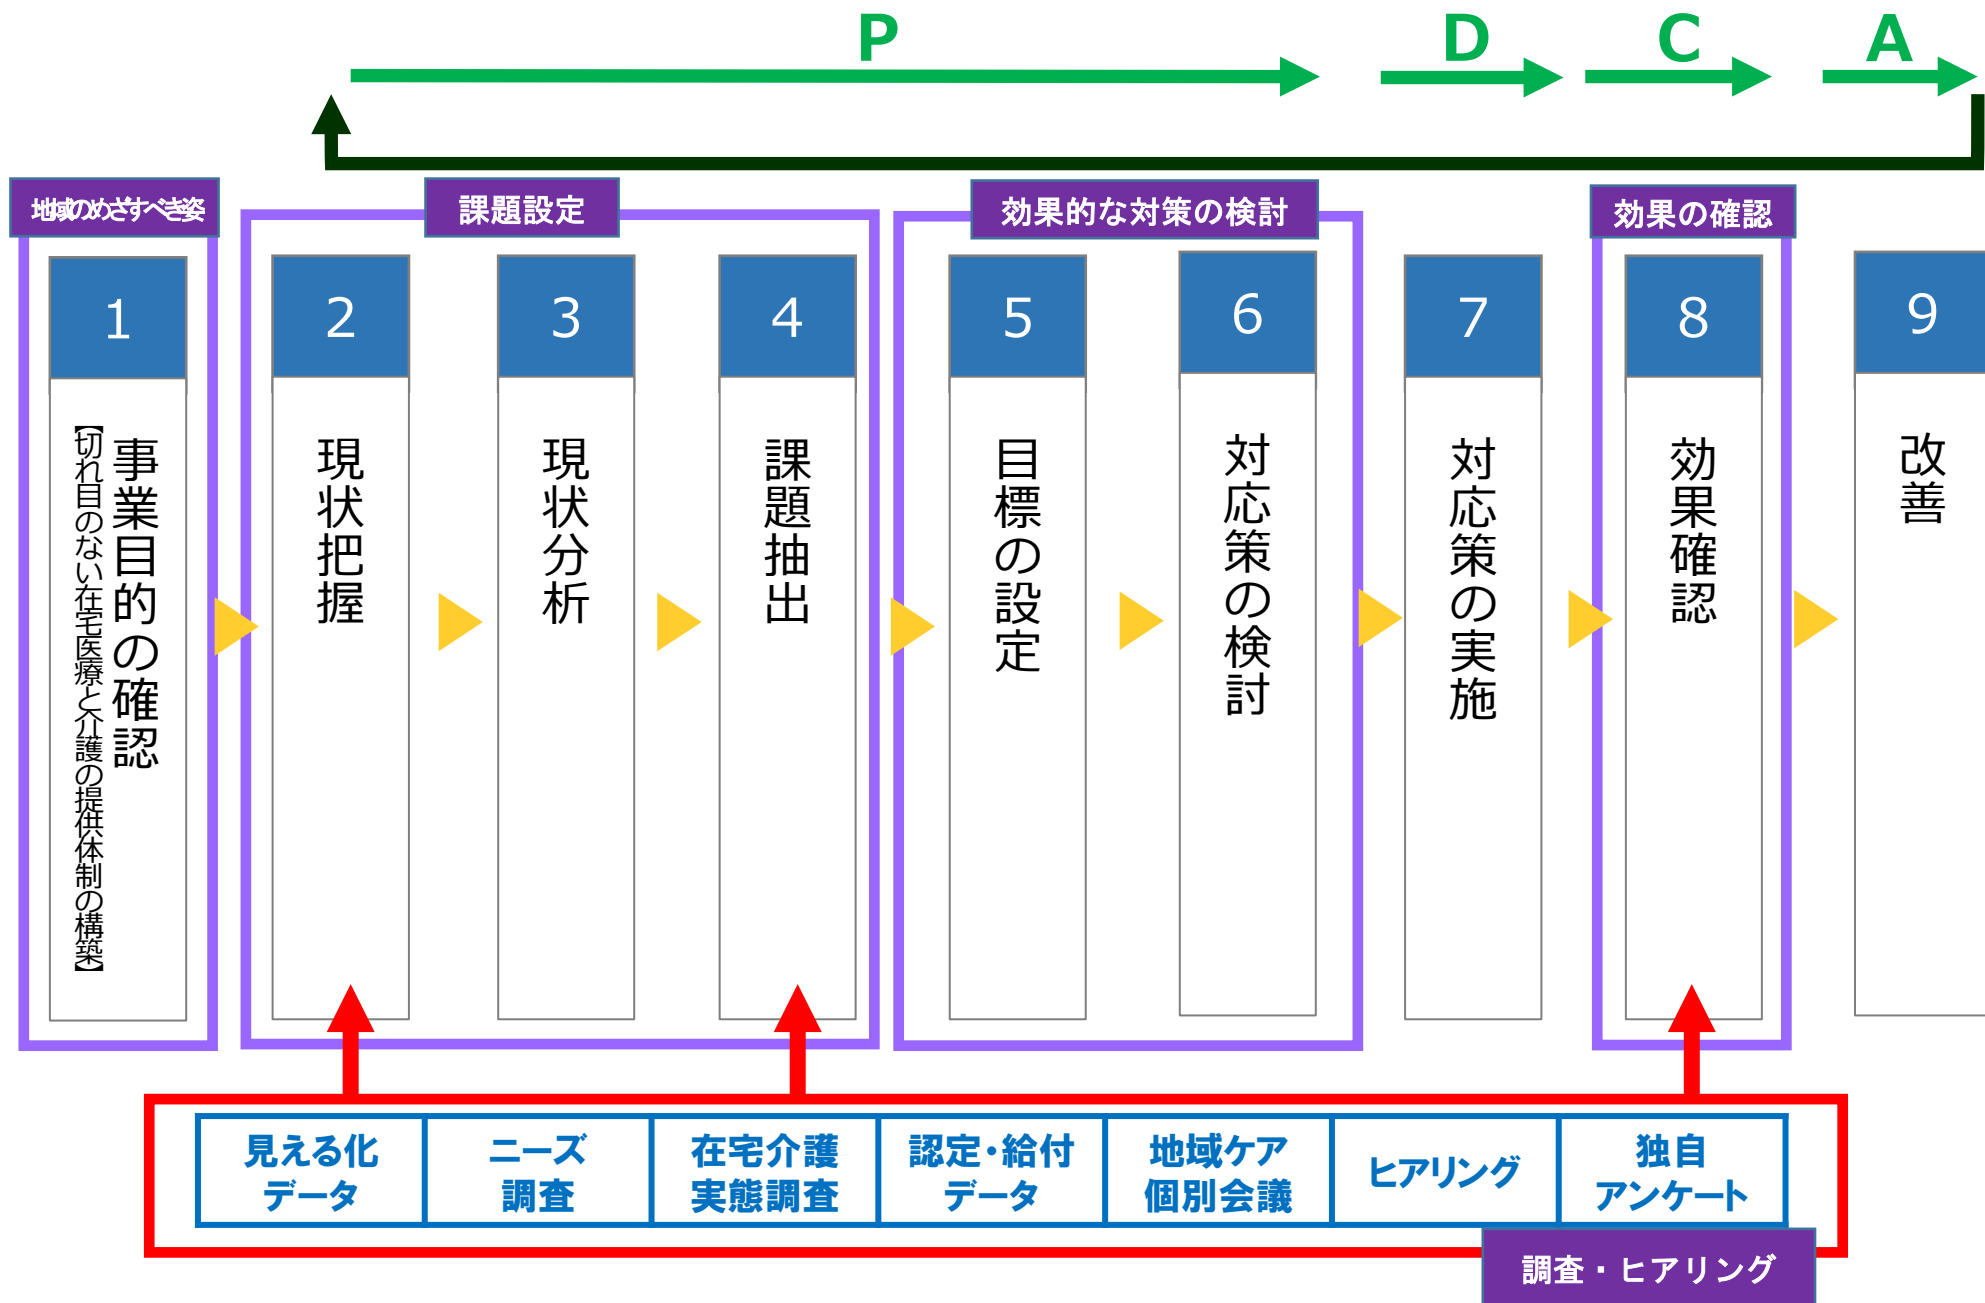 P
D
C
A
地域のめざすべき姿
課題設定
効果的な対策の検討
効果の確認
1
2
3
4
5
6
7
8
9
事業目的の確認
【切れ目のない在宅医療と介護の提供体制の構築】
現状把握
現状分析
課題抽出
目標の設定
対応策の検討
対応策の実施
効果確認
改善
見える化
データ
ニーズ
調査
在宅介護
実態調査
認定・給付
データ
地域ケア
個別会議
ヒアリング
独自
アンケート
調査・ヒアリング